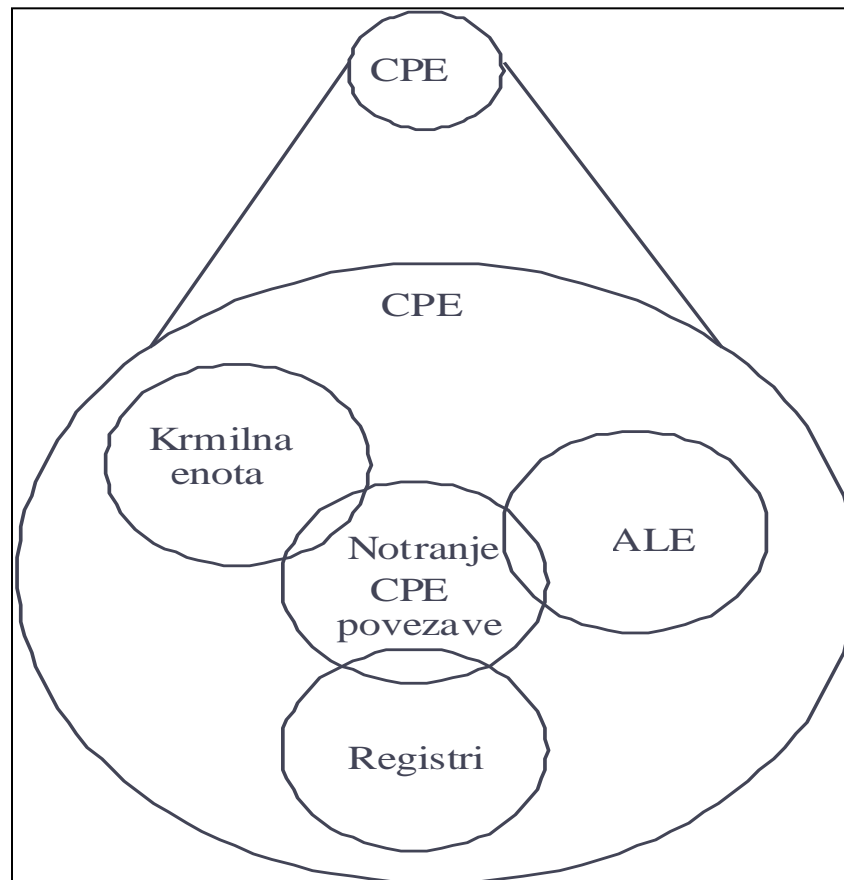 CPE
CPE
Krmilna
enota
Notranje
CPE
povezave
ALE
Registri